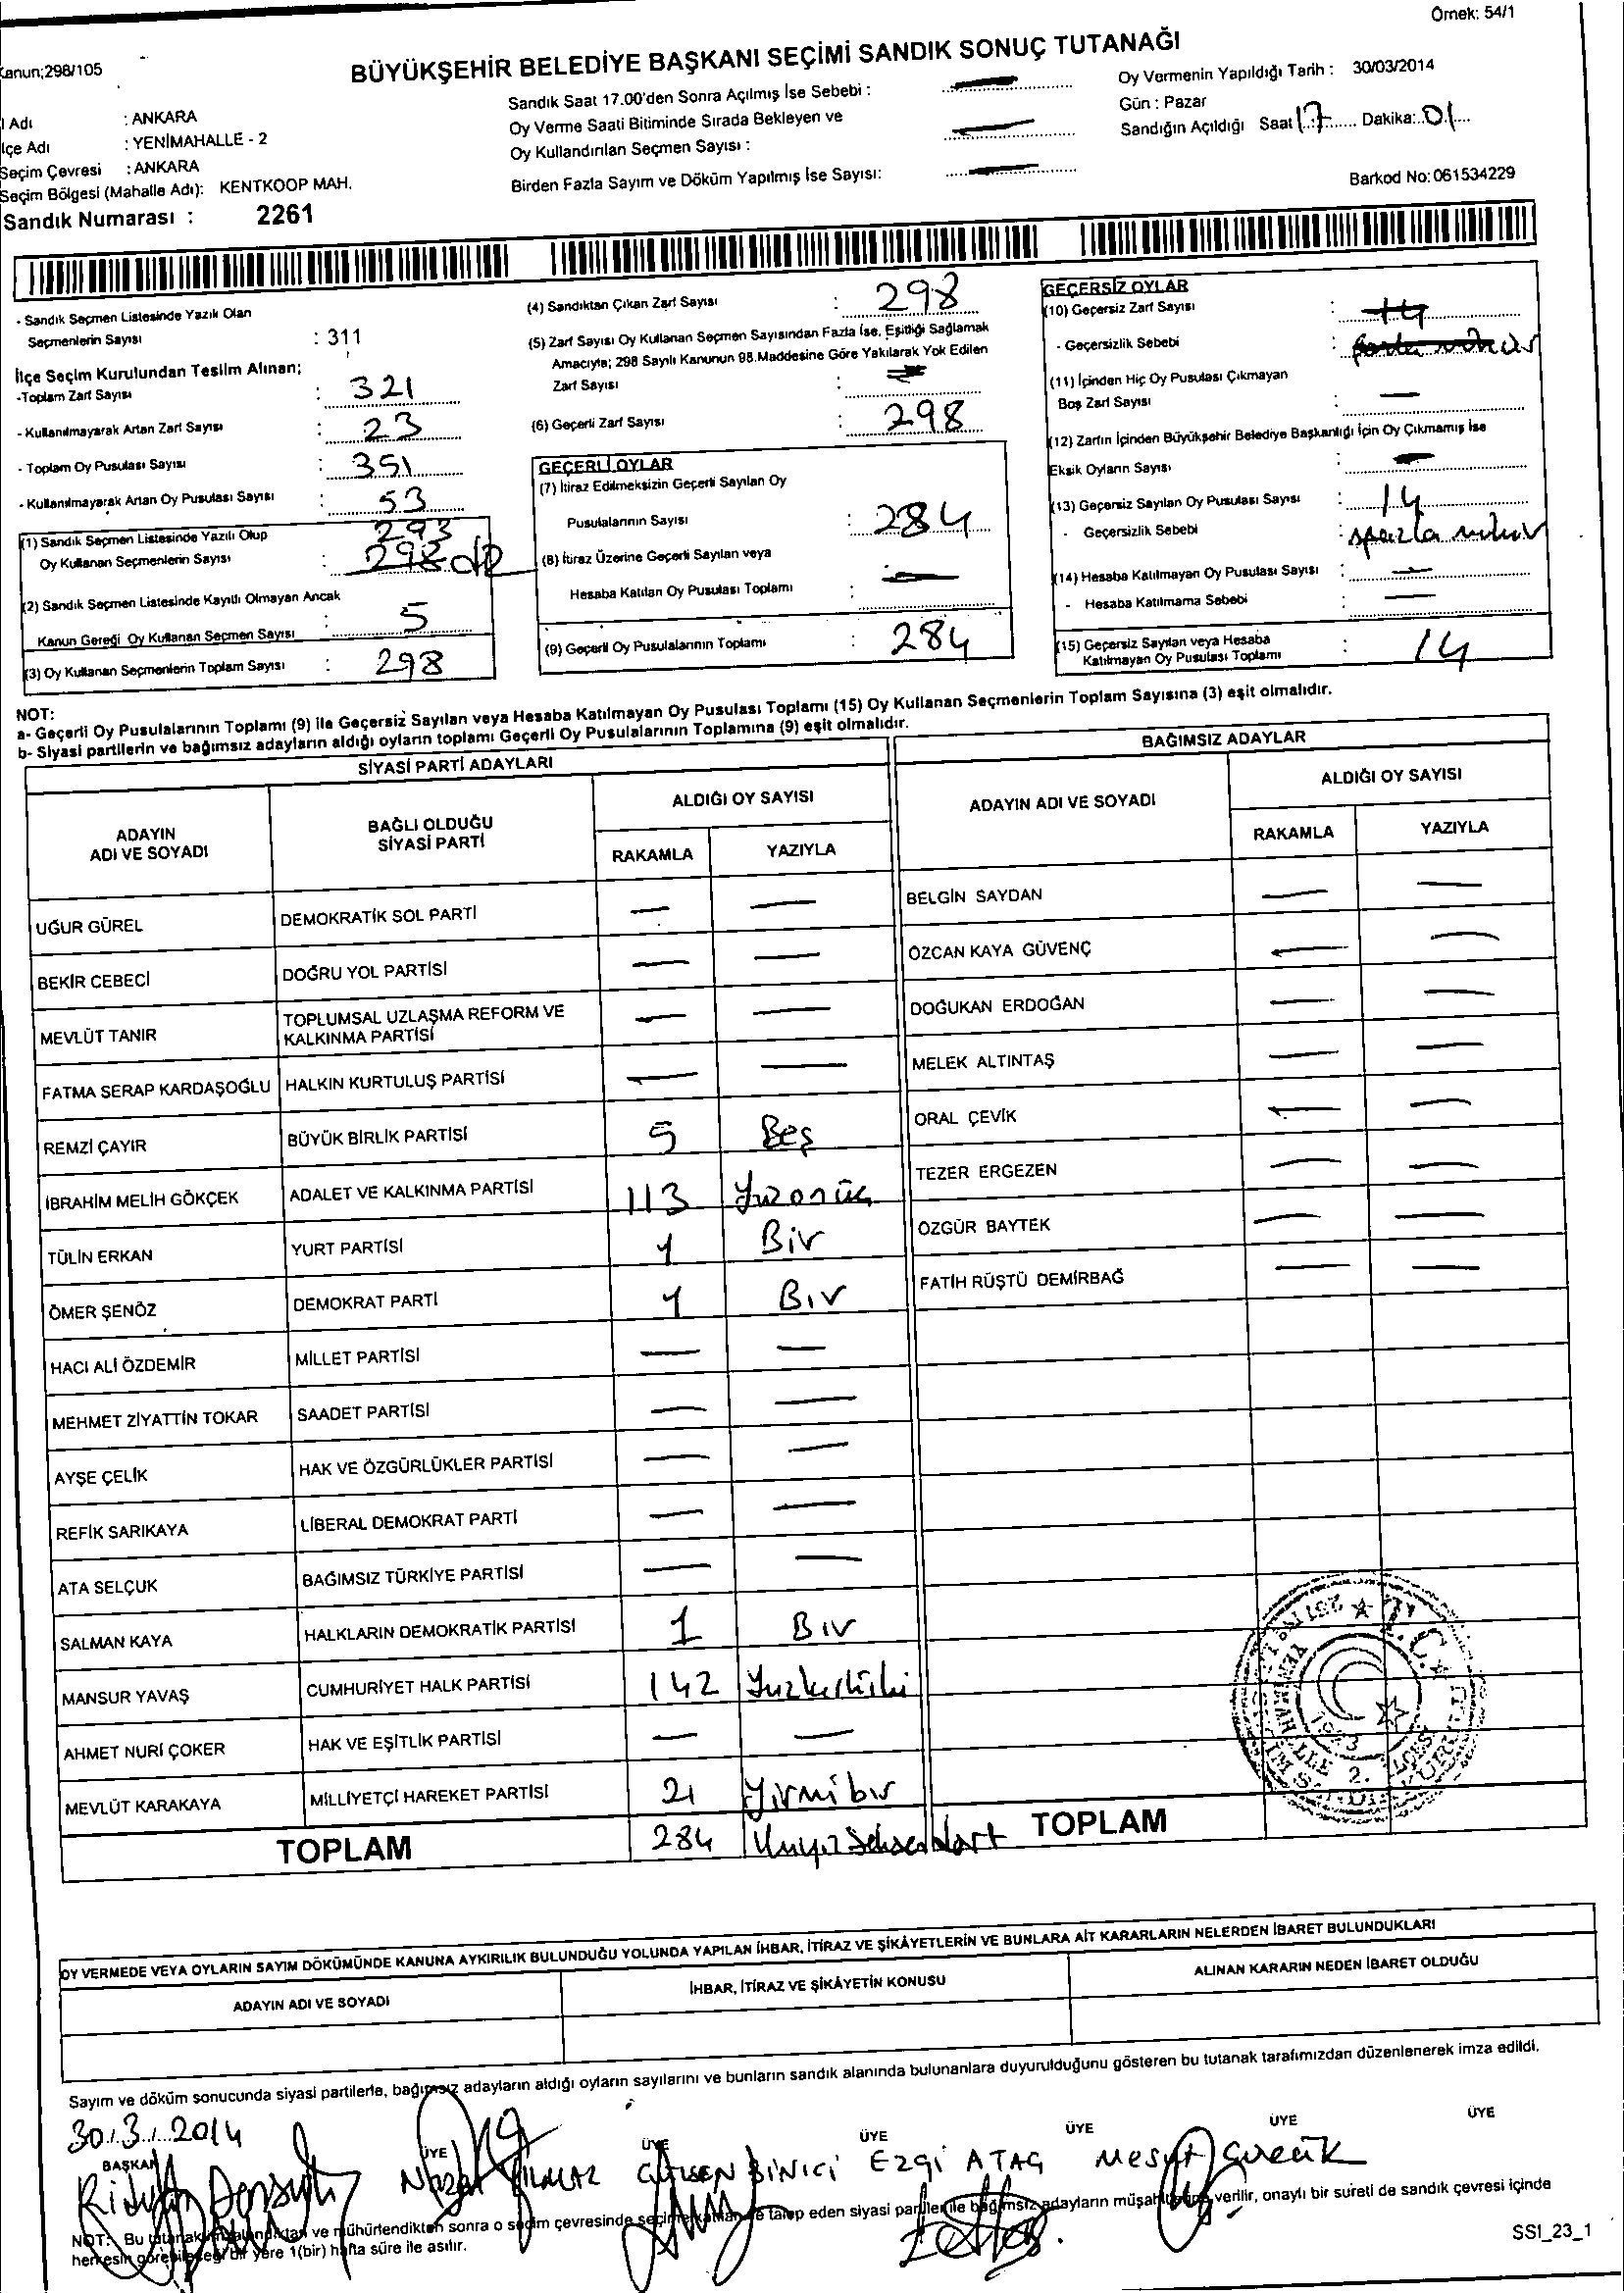 Örnek: 54/1
Kanun;298/105
BÜYÜKŞEHİR BELEDİYE BAŞKANI SEÇİMİ SANDIK SONUÇ TUTANAĞI
Adı : ANKARA
İlçe Adı : YENİMAHALLE - 2
Seçim Çevresi : ANKARA
Seçim Bölgesi (Mahalle Adı): KENTKOOP MAH.
Sandık Numarası : 2261
Sandık Saat 17.00'den Sonra Açılmış İse Sebebi : —
Oy Verme Saati Bitiminde Sırada Bekleyen ve
Oy Kullandırılan Seçmen Sayısı : —
Birden Fazla Sayım ve Döküm Yapılmış İse Sayısı: —
Oy Vermenin Yapıldığı Tarih : 30/03/2014
Gün : Pazar
Sandığın Açıldığı Saat 17 Dakika: 01
Barkod No: 061534229
- Sandık Seçmen Listesinde Yazılı Olan
Seçmenlerin Sayısı : 311
İlçe Seçim Kurulundan Teslim Alınan;
-Toplam Zarf Sayısı : 321
- Kullanılmayarak Artan Zarf Sayısı : 23
- Toplam Oy Pusulası Sayısı : 351
- Kullanılmayarak Artan Oy Pusulası Sayısı : 53
(1) Sandık Seçmen Listesinde Yazılı Olup 293
Oy Kullanan Seçmenlerin Sayısı : 298
(2) Sandık Seçmen Listesinde Kayıtlı Olmayan Ancak
Kanun Gereği Oy Kullanan Seçmen Sayısı : 5
(3) Oy Kullanan Seçmenlerin Toplam Sayısı : 298
(4) Sandıktan Çıkan Zarf Sayısı : 298
(5) Zarf Sayısı Oy Kullanan Seçmen Sayısından Fazla İse, Eşitliği Sağlamak
Amacıyla; 298 Sayılı Kanunun 98.Maddesine Göre Yakılarak Yok Edilen
Zarf Sayısı : —
(6) Geçerli Zarf Sayısı : 298
GEÇERLİ OYLAR
(7) İtiraz Edilmeksizin Geçerli Sayılan Oy
Pusulalarının Sayısı : 284
(8) İtiraz Üzerine Geçerli Sayılan veya
Hesaba Katılan Oy Pusulası Toplamı : —
(9) Geçerli Oy Pusulalarının Toplamı : 284
GEÇERSİZ OYLAR
(10) Geçersiz Zarf Sayısı : 14
- Geçersizlik Sebebi : fazla mühür
(11) İçinden Hiç Oy Pusulası Çıkmayan
Boş Zarf Sayısı : —
(12) Zarfın İçinden Büyükşehir Belediye Başkanlığı İçin Oy Çıkmamış İse
Eksik Oyların Sayısı : —
(13) Geçersiz Sayılan Oy Pusulası Sayısı : 14
- Geçersizlik Sebebi : fazla mühür
(14) Hesaba Katılmayan Oy Pusulası Sayısı : —
- Hesaba Katılmama Sebebi : —
(15) Geçersiz Sayılan veya Hesaba
Katılmayan Oy Pusulası Toplamı : 14
NOT:
a- Geçerli Oy Pusulalarının Toplamı (9) ile Geçersiz Sayılan veya Hesaba Katılmayan Oy Pusulası Toplamı (15) Oy Kullanan Seçmenlerin Toplam Sayısına (3) eşit olmalıdır.
b- Siyasi partilerin ve bağımsız adayların aldığı oyların toplamı Geçerli Oy Pusulalarının Toplamına (9) eşit olmalıdır.
SİYASİ PARTİ ADAYLARI
ADAYIN ADI VE SOYADI BAĞLI OLDUĞU SİYASİ PARTİ ALDIĞI OY SAYISI
RAKAMLA YAZIYLA
UĞUR GÜREL DEMOKRATİK SOL PARTİ — —
BEKİR CEBECİ DOĞRU YOL PARTİSİ — —
MEVLÜT TANIR TOPLUMSAL UZLAŞMA REFORM VE KALKINMA PARTİSİ — —
FATMA SERAP KARDAŞOĞLU HALKIN KURTULUŞ PARTİSİ — —
REMZİ ÇAYIR BÜYÜK BİRLİK PARTİSİ 5 Beş
İBRAHİM MELİH GÖKÇEK ADALET VE KALKINMA PARTİSİ 113 Yüzonüç
TÜLİN ERKAN YURT PARTİSİ 1 Bir
ÖMER ŞENÖZ DEMOKRAT PARTİ 1 Bir
HACI ALİ ÖZDEMİR MİLLET PARTİSİ — —
MEHMET ZİYATTİN TOKAR SAADET PARTİSİ — —
AYŞE ÇELİK HAK VE ÖZGÜRLÜKLER PARTİSİ — —
REFİK SARIKAYA LİBERAL DEMOKRAT PARTİ — —
ATA SELÇUK BAĞIMSIZ TÜRKİYE PARTİSİ — —
SALMAN KAYA HALKLARIN DEMOKRATİK PARTİSİ 1 Bir
MANSUR YAVAŞ CUMHURİYET HALK PARTİSİ 142 Yüzkırkiki
AHMET NURİ ÇOKER HAK VE EŞİTLİK PARTİSİ — —
MEVLÜT KARAKAYA MİLLİYETÇİ HAREKET PARTİSİ 21 Yirmibir
TOPLAM 284 İkiyüzseksendört
BAĞIMSIZ ADAYLAR
ADAYIN ADI VE SOYADI ALDIĞI OY SAYISI
RAKAMLA YAZIYLA
BELGİN SAYDAN — —
ÖZCAN KAYA GÜVENÇ — —
DOĞUKAN ERDOĞAN — —
MELEK ALTINTAŞ — —
ORAL ÇEVİK — —
TEZER ERGEZEN — —
ÖZGÜR BAYTEK — —
FATİH RÜŞTÜ DEMİRBAĞ — —
TOPLAM
OY VERMEDE VEYA OYLARIN SAYIM DÖKÜMÜNDE KANUNA AYKIRILIK BULUNDUĞU YOLUNDA YAPILAN İHBAR, İTİRAZ VE ŞİKÂYETLERİN VE BUNLARA AİT KARARLARIN NELERDEN İBARET BULUNDUKLARI
ADAYIN ADI VE SOYADI İHBAR, İTİRAZ VE ŞİKÂYETİN KONUSU ALINAN KARARIN NEDEN İBARET OLDUĞU
Sayım ve döküm sonucunda siyasi partilerle, bağımsız adayların aldığı oyların sayılarını ve bunların sandık alanında bulunanlara duyurulduğunu gösteren bu tutanak tarafımızdan düzenlenerek imza edildi.
30.3.2014
BAŞKAN ÜYE ÜYE ÜYE ÜYE ÜYE ÜYE
YILMAZ GÜLŞEN BİNİCİ EZGİ ATAÇ MESUT
NOT: Bu tutanak imzalandıktan ve mühürlendikten sonra o seçim çevresinde seçime katılan ve talep eden siyasi partiler ile bağımsız adayların müşahitlerine verilir, onaylı bir sureti de sandık çevresi içinde
herkesin görebileceği bir yere 1(bir) hafta süre ile asılır.
SSI_23_1